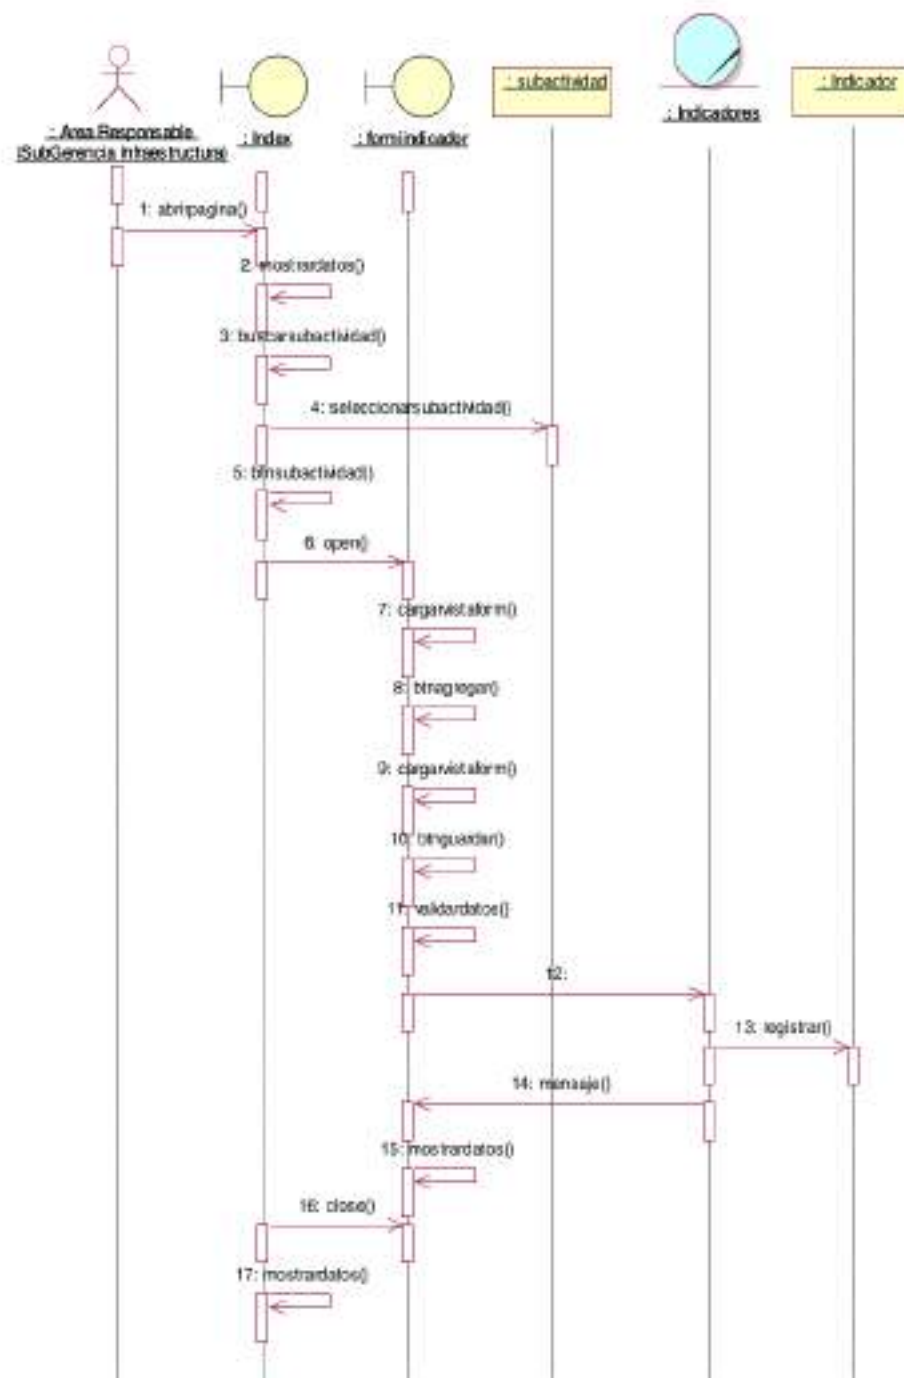 : Area Responsable
(SubGerencia Infraestructura)
: Index
: formindicador
: subactividad
: Indicadores
: Indicador
1: abrirpagina()
2: mostrardatos()
3: buscarsubactividad()
4: seleccionarsubactividad()
5: btnsubactividad()
6: open()
7: cargarvistaform()
8: btnagregar()
9: cargarvistaform()
10: btnguardar()
11: validardatos()
12:
13: registrar()
14: mensaje()
15: mostrardatos()
16: close()
17: mostrardatos()